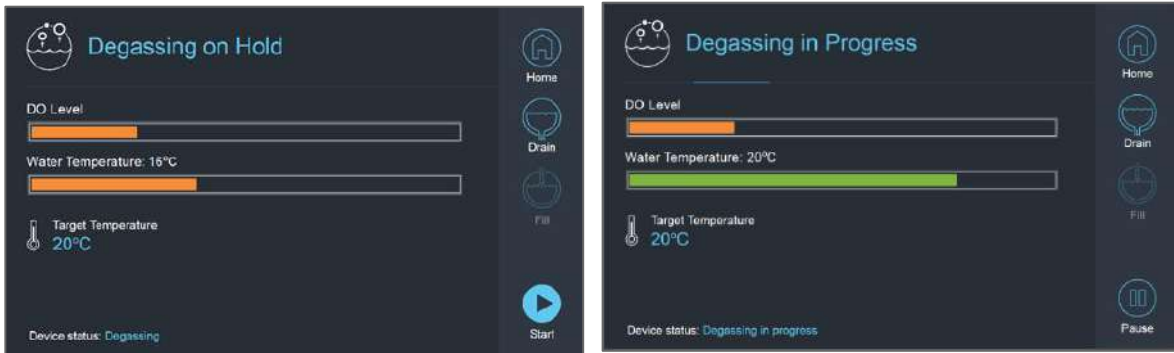 Degassing on Hold
Home
DO Level
Drain
Water Temperature: 16°C
Fill
Target Temperature
20°C
Start
Device status: Degassing
Degassing in Progress
Home
DO Level
Drain
Water Temperature: 20°C
Fill
Target Temperature
20°C
Pause
Device status: Degassing in progress